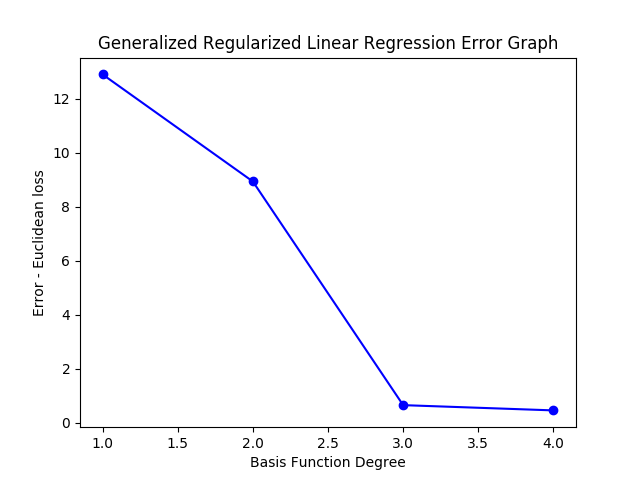 Generalized Regularized Linear Regression Error Graph
12
10
8
6
4
2
0
Error - Euclidean loss
1.0 1.5 2.0 2.5 3.0 3.5 4.0
Basis Function Degree